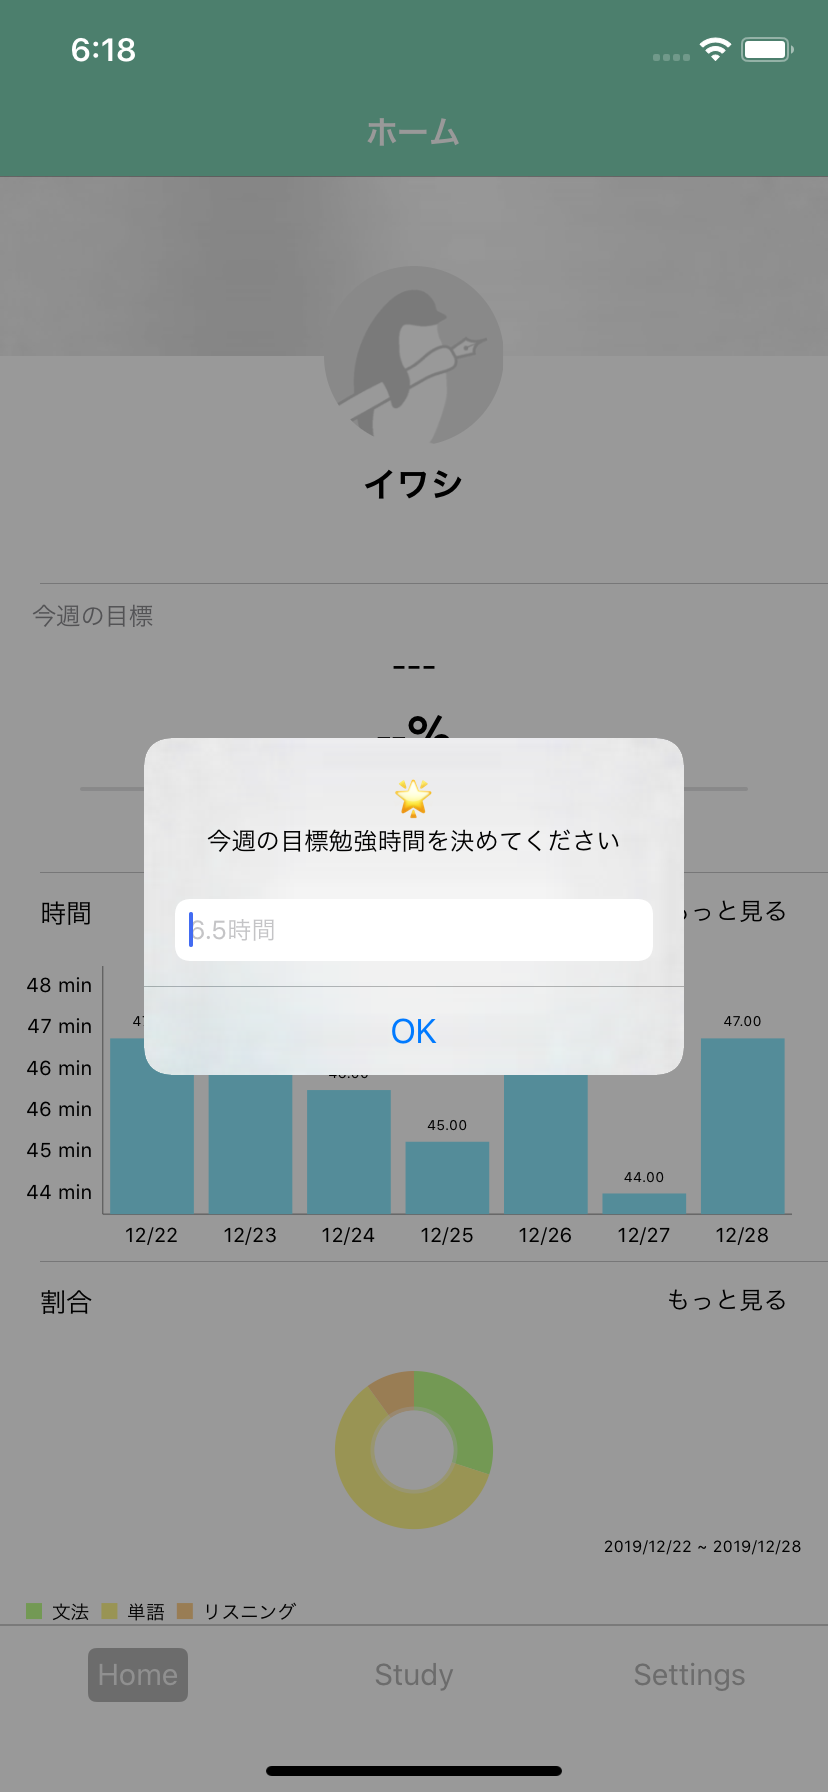 6:18
ホーム
イワシ
今週の目標
---
--%
🌟
今週の目標勉強時間を決めてください
6.5時間
OK
時間
もっと見る
48 min
47 min
46 min
46 min
45 min
44 min
45.00
44.00
47.00
12/22 12/23 12/24 12/25 12/26 12/27 12/28
割合 もっと見る
2019/12/22 ~ 2019/12/28
文法 単語 リスニング
Home Study Settings